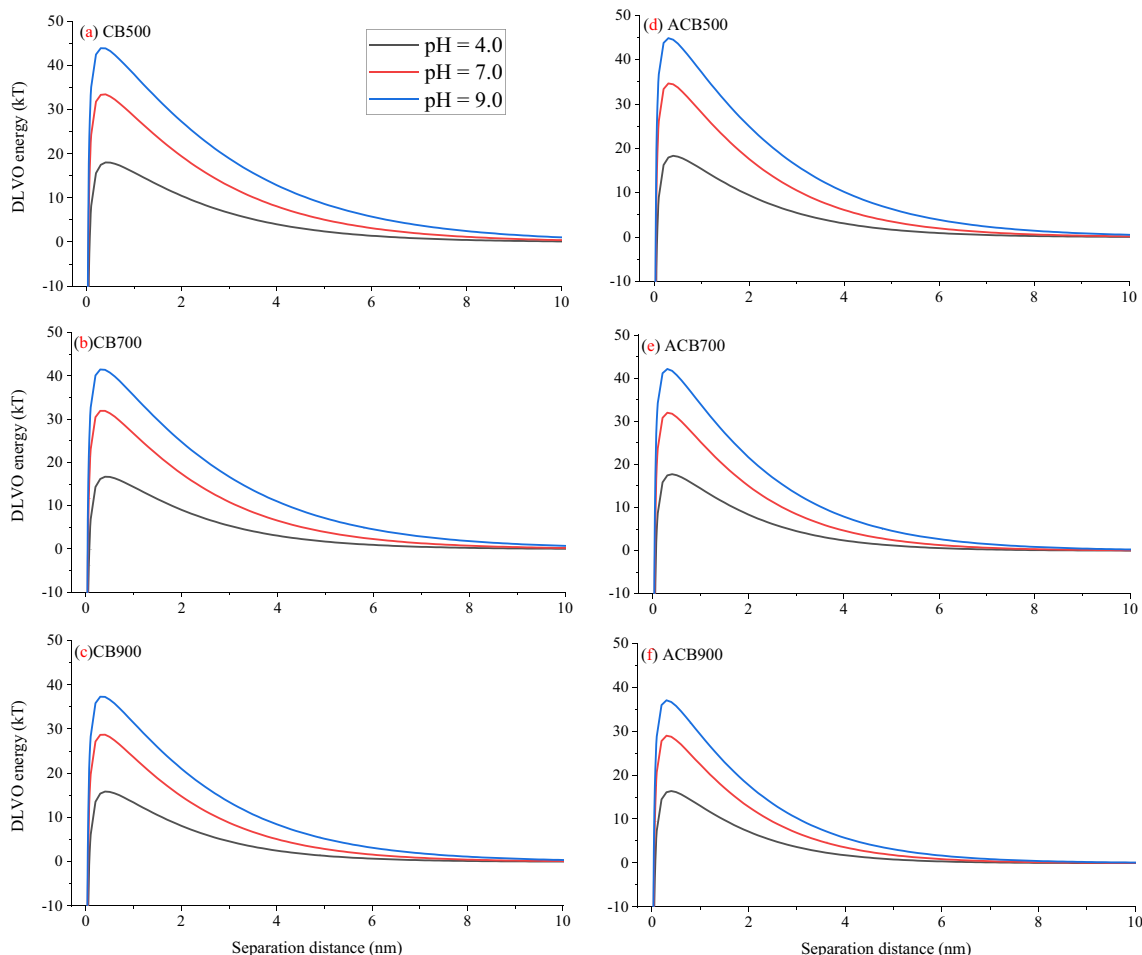 (a) CB500
pH = 4.0
pH = 7.0
pH = 9.0
DLVO energy (kT)
50
40
30
20
10
0
-10
0 2 4 6 8 10
(d) ACB500
50
40
30
20
10
0
-10
0 2 4 6 8 10
(b)CB700
DLVO energy (kT)
50
40
30
20
10
0
-10
0 2 4 6 8 10
(e) ACB700
50
40
30
20
10
0
-10
0 2 4 6 8 10
(c)CB900
DLVO energy (kT)
50
40
30
20
10
0
-10
0 2 4 6 8 10
Separation distance (nm)
(f) ACB900
50
40
30
20
10
0
-10
0 2 4 6 8 10
Separation distance (nm)